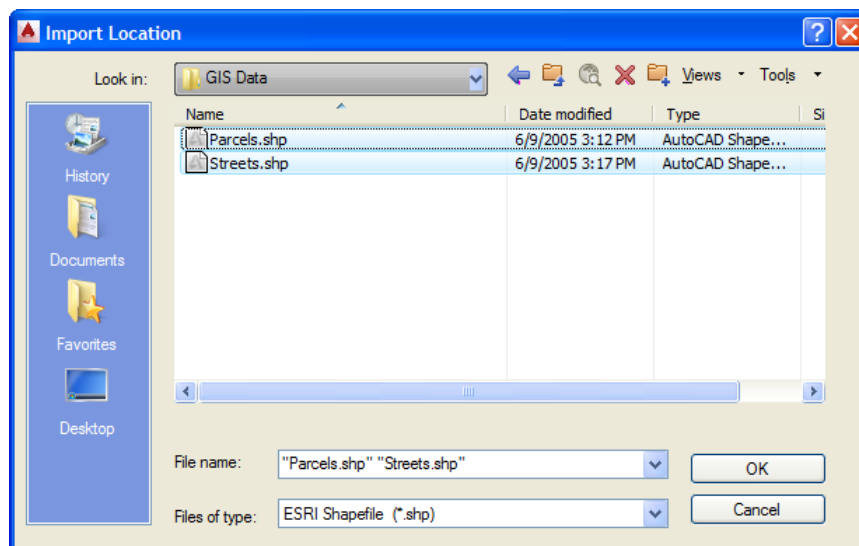 Import Location
Look in: GIS Data Views Tools
Name Date modified Type Si
Parcels.shp 6/9/2005 3:12 PM AutoCAD Shape...
Streets.shp 6/9/2005 3:17 PM AutoCAD Shape...
History
Documents
Favorites
Desktop
File name: "Parcels.shp" "Streets.shp" OK
Files of type: ESRI Shapefile (*.shp) Cancel